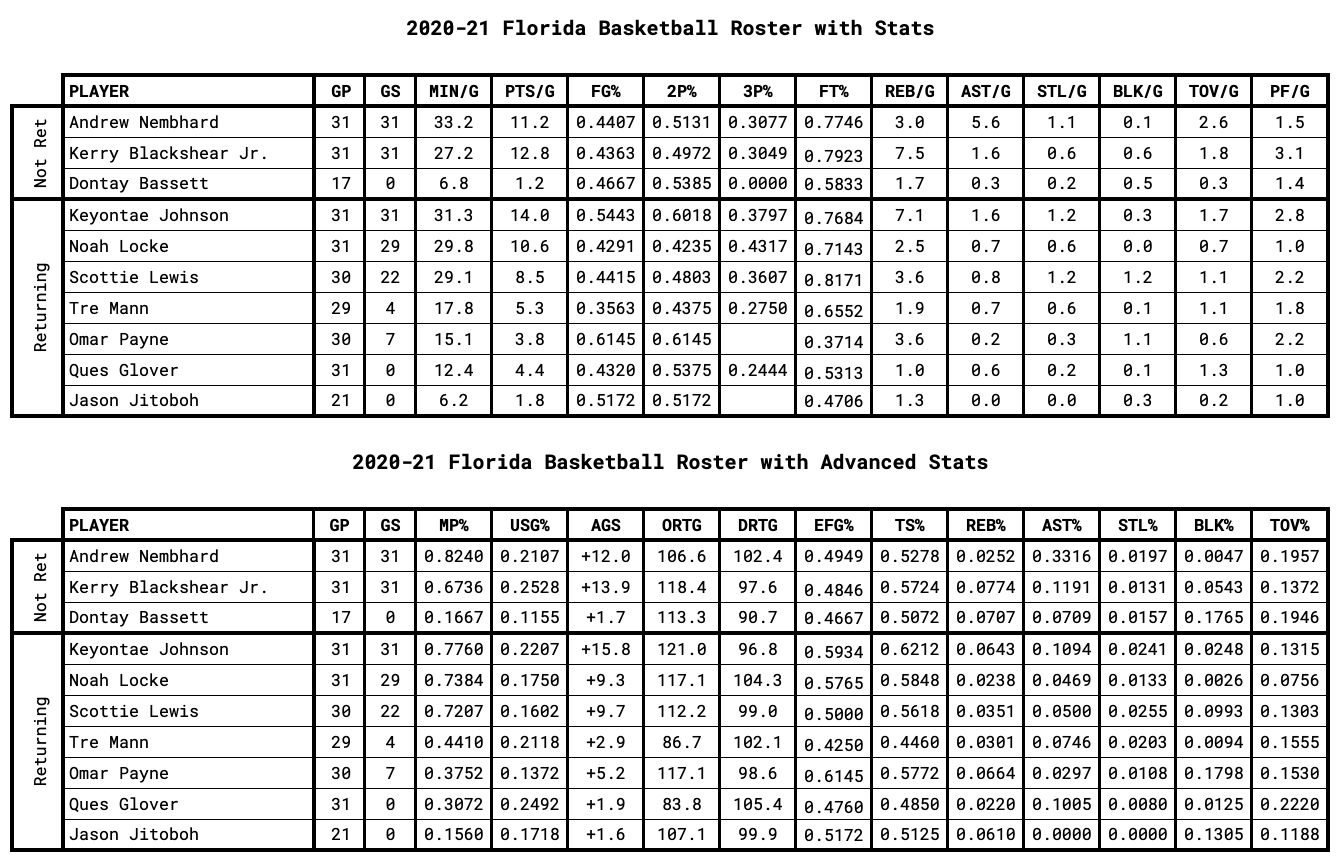 2020-21 Florida Basketball Roster with Stats
PLAYER GP GS MIN/G PTS/G FG% 2P% 3P% FT% REB/G AST/G STL/G BLK/G TOV/G PF/G
Not Ret
Andrew Nembhard 31 31 33.2 11.2 0.4407 0.5131 0.3077 0.7746 3.0 5.6 1.1 0.1 2.6 1.5
Kerry Blackshear Jr. 31 31 27.2 12.8 0.4363 0.4972 0.3049 0.7923 7.5 1.6 0.6 0.6 1.8 3.1
Dontay Bassett 17 0 6.8 1.2 0.4667 0.5385 0.0000 0.5833 1.7 0.3 0.2 0.5 0.3 1.4
Returning
Keyontae Johnson 31 31 31.3 14.0 0.5443 0.6018 0.3797 0.7684 7.1 1.6 1.2 0.3 1.7 2.8
Noah Locke 31 29 29.8 10.6 0.4291 0.4235 0.4317 0.7143 2.5 0.7 0.6 0.0 0.7 1.0
Scottie Lewis 30 22 29.1 8.5 0.4415 0.4803 0.3607 0.8171 3.6 0.8 1.2 1.2 1.1 2.2
Tre Mann 29 4 17.8 5.3 0.3563 0.4375 0.2750 0.6552 1.9 0.7 0.6 0.1 1.1 1.8
Omar Payne 30 7 15.1 3.8 0.6145 0.6145 0.3714 3.6 0.2 0.3 1.1 0.6 2.2
Ques Glover 31 0 12.4 4.4 0.4320 0.5375 0.2444 0.5313 1.0 0.6 0.2 0.1 1.3 1.0
Jason Jitoboh 21 0 6.2 1.8 0.5172 0.5172 0.4706 1.3 0.0 0.0 0.3 0.2 1.0
2020-21 Florida Basketball Roster with Advanced Stats
PLAYER GP GS MP% USG% AGS ORTG DRTG EFG% TS% REB% AST% STL% BLK% TOV%
Not Ret
Andrew Nembhard 31 31 0.8240 0.2107 +12.0 106.6 102.4 0.4949 0.5278 0.0252 0.3316 0.0197 0.0047 0.1957
Kerry Blackshear Jr. 31 31 0.6736 0.2528 +13.9 118.4 97.6 0.4846 0.5724 0.0774 0.1191 0.0131 0.0543 0.1372
Dontay Bassett 17 0 0.1667 0.1155 +1.7 113.3 90.7 0.4667 0.5072 0.0707 0.0709 0.0157 0.1765 0.1946
Returning
Keyontae Johnson 31 31 0.7760 0.2207 +15.8 121.0 96.8 0.5934 0.6212 0.0643 0.1094 0.0241 0.0248 0.1315
Noah Locke 31 29 0.7384 0.1750 +9.3 117.1 104.3 0.5765 0.5848 0.0238 0.0469 0.0133 0.0026 0.0756
Scottie Lewis 30 22 0.7207 0.1602 +9.7 112.2 99.0 0.5000 0.5618 0.0351 0.0500 0.0255 0.0993 0.1303
Tre Mann 29 4 0.4410 0.2118 +2.9 86.7 102.1 0.4250 0.4460 0.0301 0.0746 0.0203 0.0094 0.1555
Omar Payne 30 7 0.3752 0.1372 +5.2 117.1 98.6 0.6145 0.5772 0.0664 0.0297 0.0108 0.1798 0.1530
Ques Glover 31 0 0.3072 0.2492 +1.9 83.8 105.4 0.4760 0.4850 0.0220 0.1005 0.0080 0.0125 0.2220
Jason Jitoboh 21 0 0.1560 0.1718 +1.6 107.1 99.9 0.5172 0.5125 0.0610 0.0000 0.0000 0.1305 0.1188